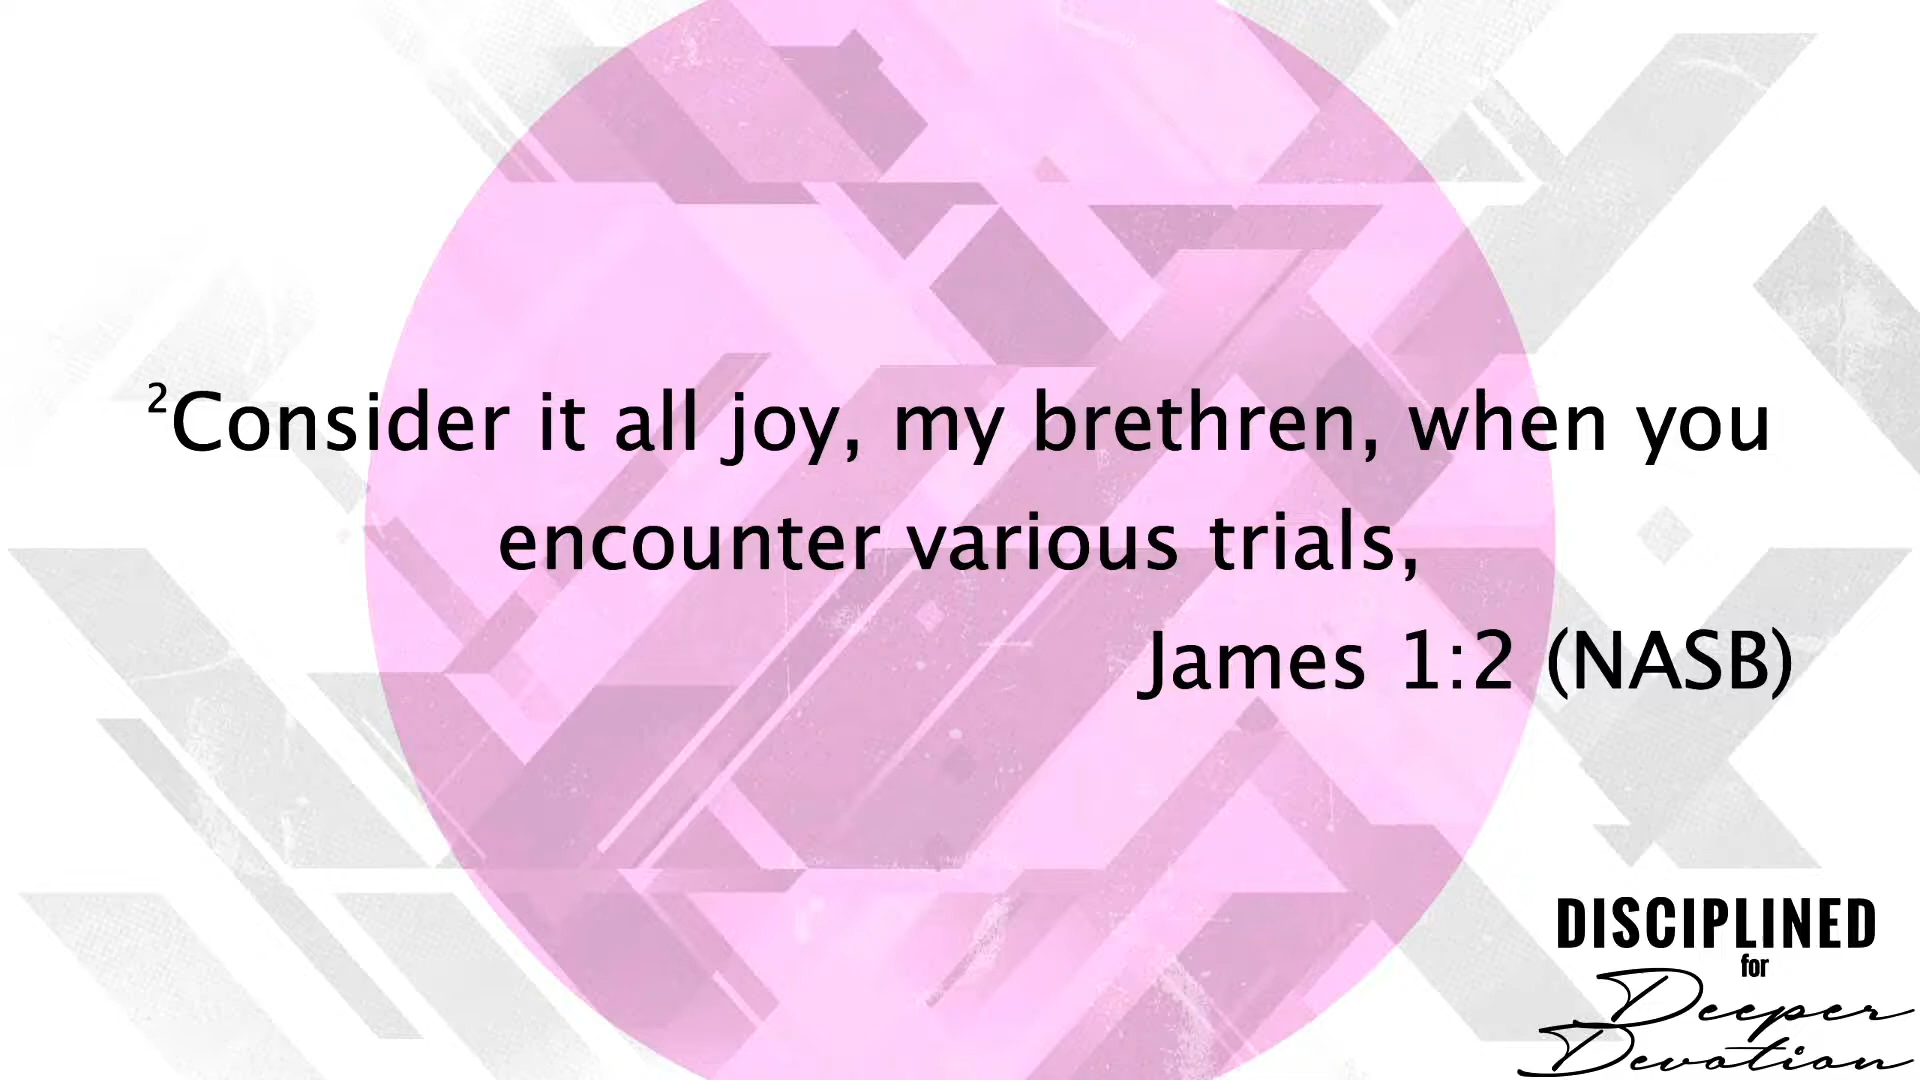 ²Consider it all joy, my brethren, when you
encounter various trials,
James 1:2 (NASB)
DISCIPLINED
for
Deeper
Devotion